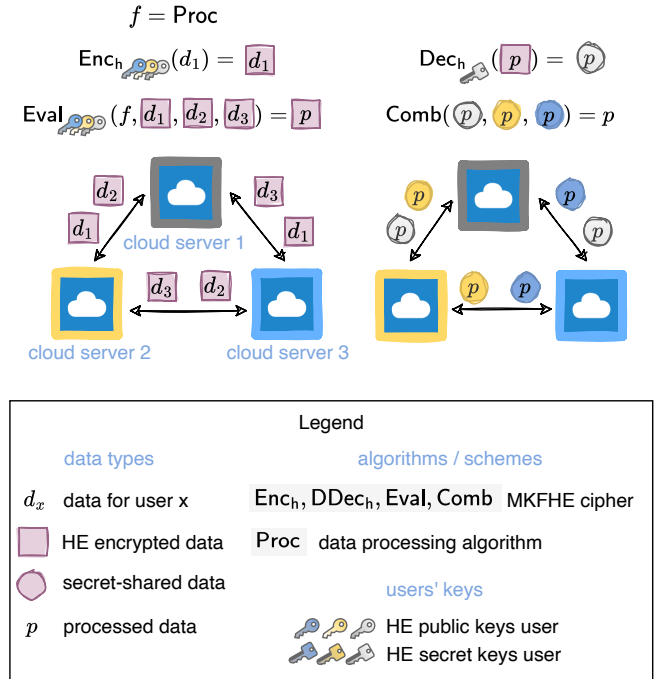 f = Proc
Enc_h(d_1) = d_1
Eval(f, d_1, d_2, d_3) = p
Dec_h(p) = p
Comb(p, p, p) = p
d_2
d_1
d_3
d_1
cloud server 1
d_3
d_2
cloud server 2
cloud server 3
p
p
p
p
p
p
Legend
data types
d_x data for user x
HE encrypted data
secret-shared data
p processed data
algorithms / schemes
Enc_h, DDec_h, Eval, Comb MKFHE cipher
Proc data processing algorithm
users' keys
HE public keys user
HE secret keys user